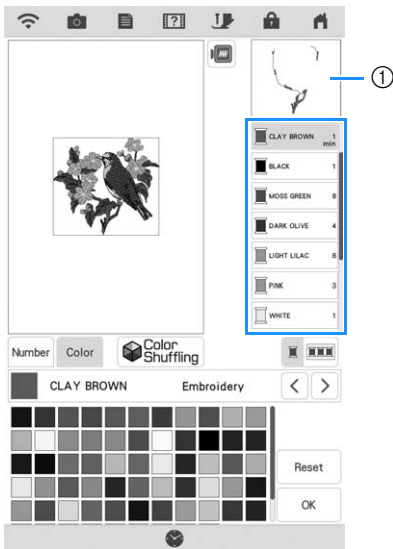 ?
①
CLAY BROWN 1
min
BLACK 1
MOSS GREEN 8
DARK OLIVE 4
LIGHT LILAC 8
PINK 3
WHITE 1
Number
Color
Color
Shuffling
CLAY BROWN Embroidery
< >
Reset
OK